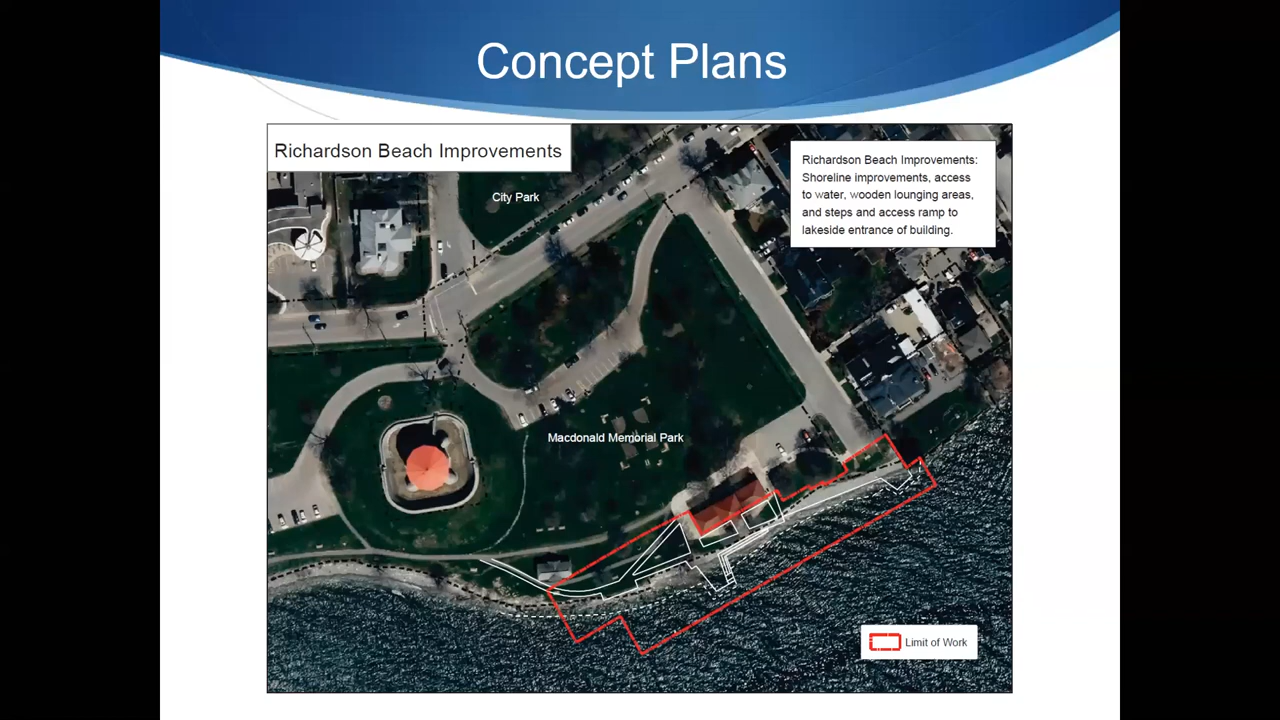 Concept Plans
Richardson Beach Improvements
Richardson Beach Improvements:
Shoreline improvements, access
to water, wooden lounging areas,
and steps and access ramp to
lakeside entrance of building.
City Park
Macdonald Memorial Park
Limit of Work